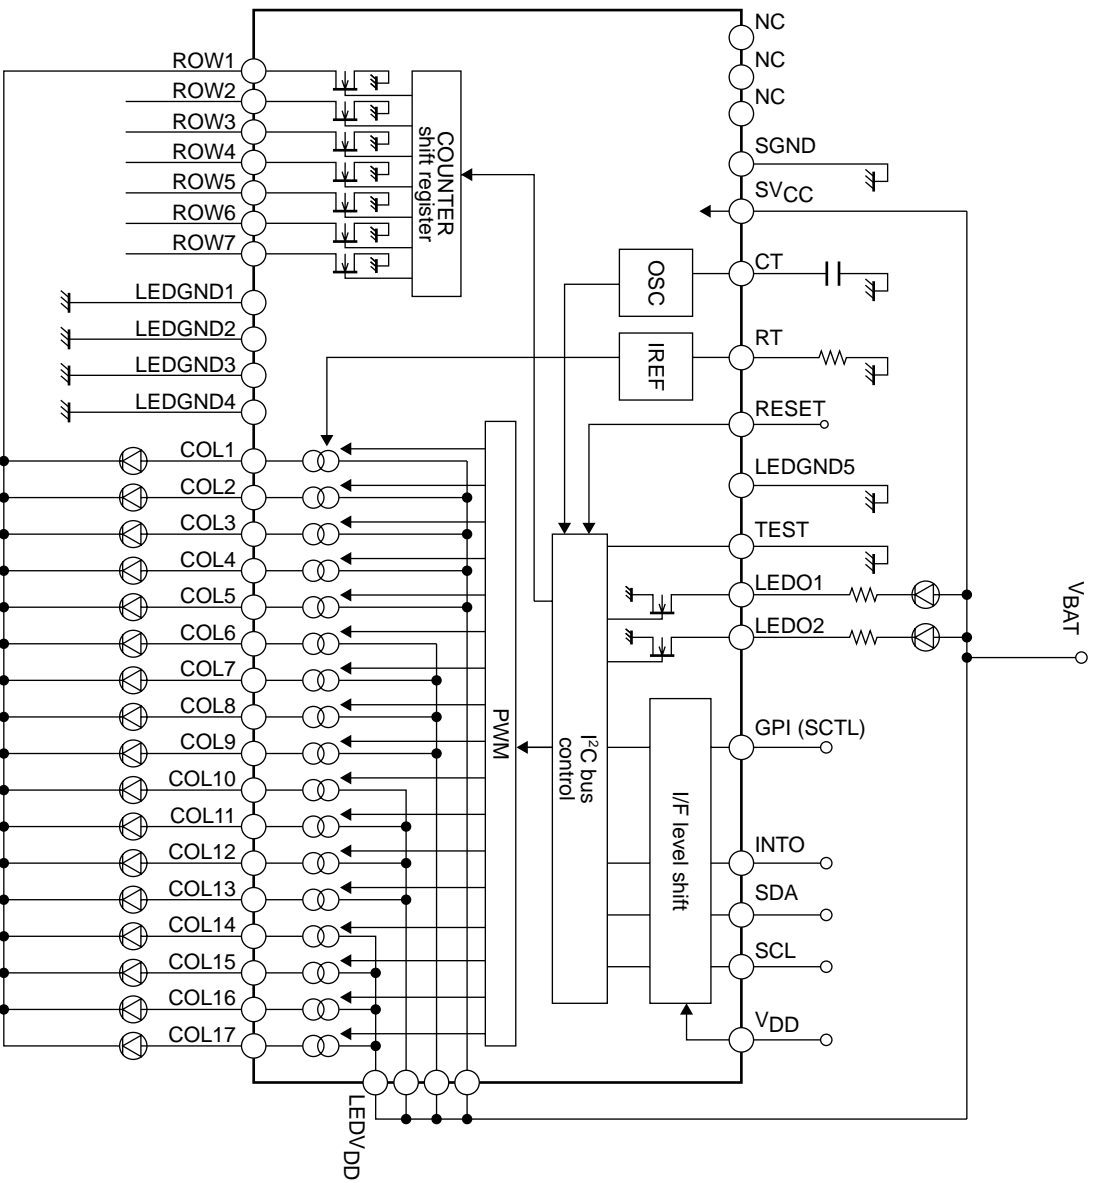 NC
NC
NC
SGND
SVCC
CT
RT
RESET
LEDGND5
TEST
LEDO1
LEDO2
GPI (SCTL)
INTO
SDA
SCL
VDD
VBAT
ROW1
ROW2
ROW3
ROW4
ROW5
ROW6
ROW7
LEDGND1
LEDGND2
LEDGND3
LEDGND4
COL1
COL2
COL3
COL4
COL5
COL6
COL7
COL8
COL9
COL10
COL11
COL12
COL13
COL14
COL15
COL16
COL17
COUNTER
shift register
OSC
IREF
PWM
I²C bus
control
I/F level shift
LEDVDD